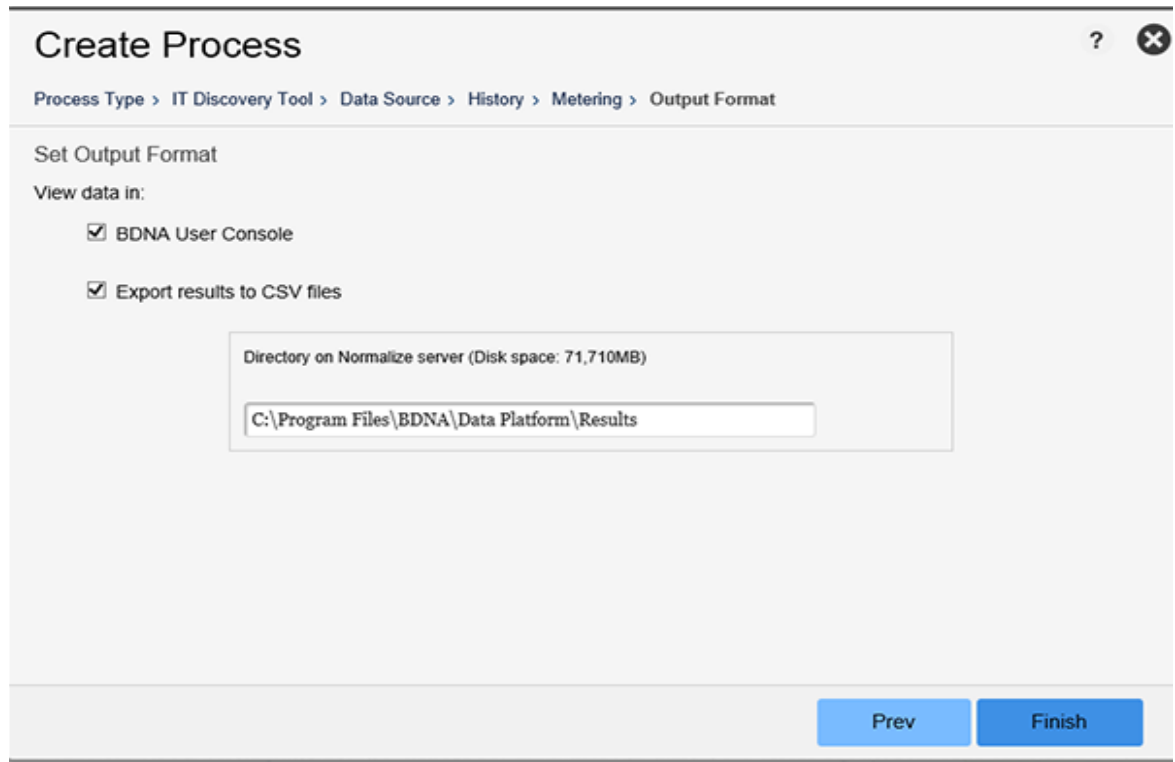 Create Process
?
Process Type > IT Discovery Tool > Data Source > History > Metering > Output Format
Set Output Format
View data in:
BDNA User Console
Export results to CSV files
Directory on Normalize server (Disk space: 71,710MB)
C:\Program Files\BDNA\Data Platform\Results
Prev Finish